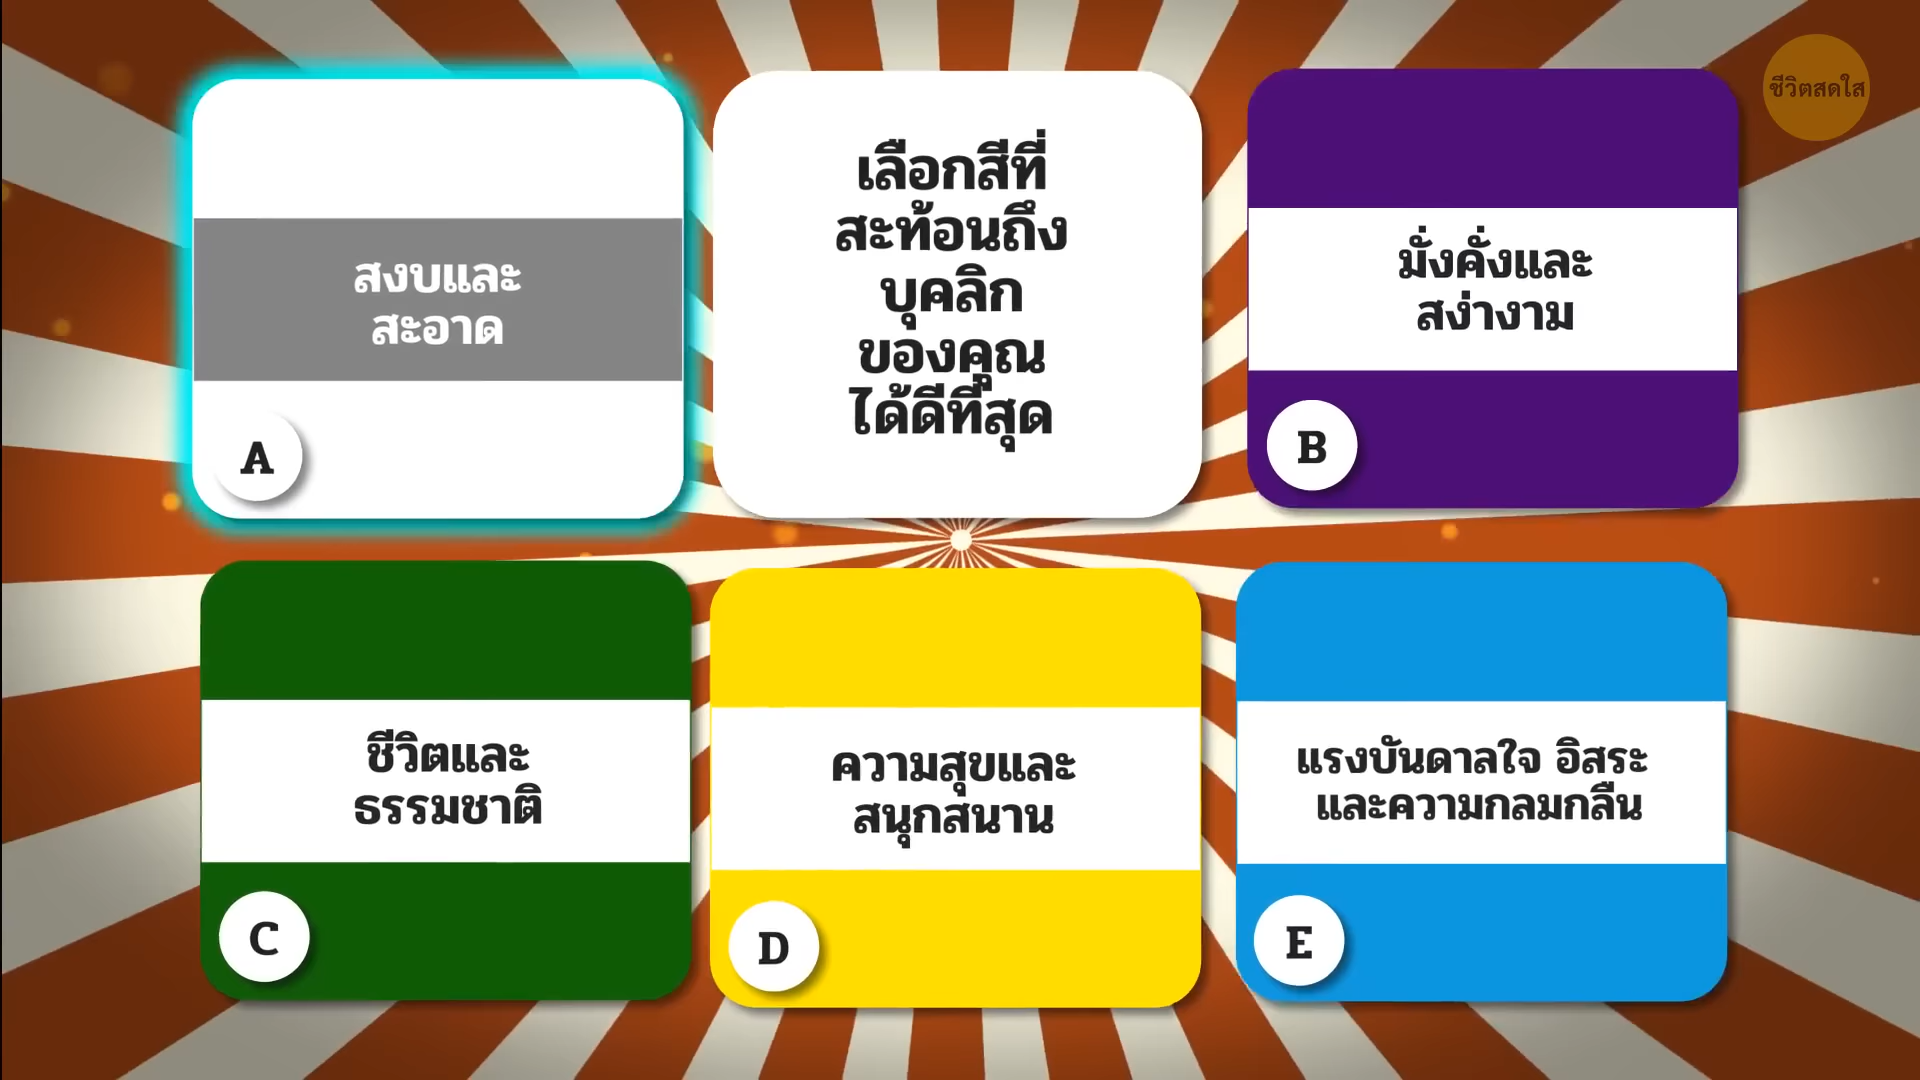 ชีวิตสดใส
สงบและ
สะอาด
A
เลือกสีที่
สะท้อนถึง
บุคลิก
ของคุณ
ได้ดีที่สุด
มั่งคั่งและ
สง่างาม
B
ชีวิตและ
ธรรมชาติ
C
ความสุขและ
สนุกสนาน
D
แรงบันดาลใจ อิสระ
และความกลมกลืน
E